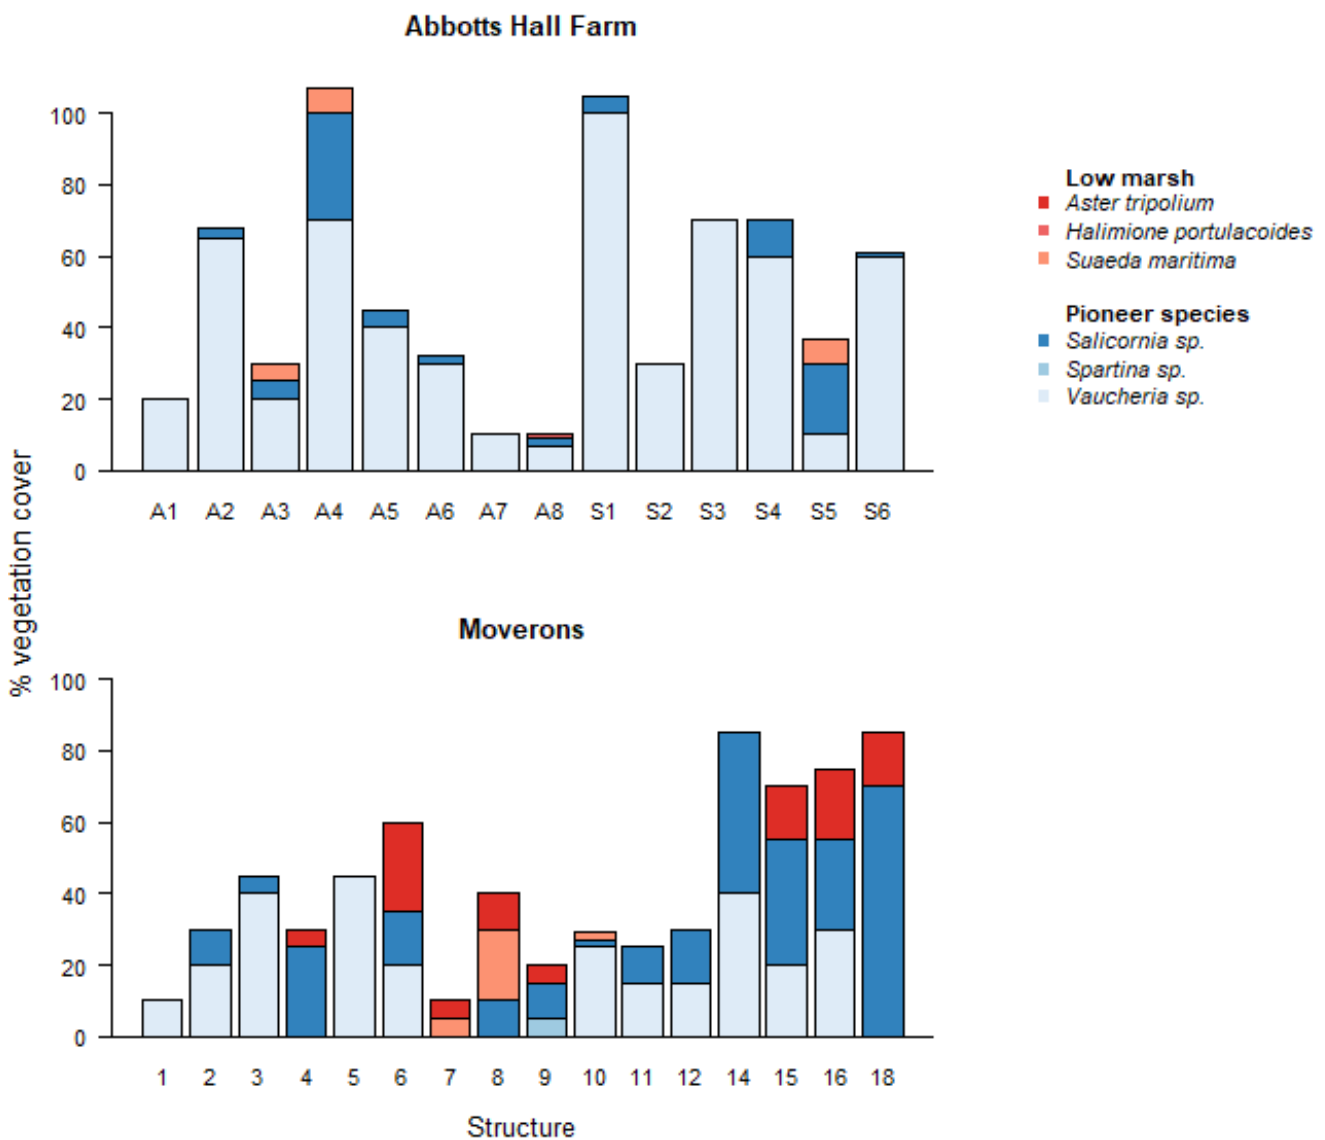 Abbotts Hall Farm
100
80
60
40
20
0
A1 A2 A3 A4 A5 A6 A7 A8 S1 S2 S3 S4 S5 S6
Low marsh
Aster tripolium
Halimione portulacoides
Suaeda maritima
Pioneer species
Salicornia sp.
Spartina sp.
Vaucheria sp.
% vegetation cover
Moverons
100
80
60
40
20
0
1 2 3 4 5 6 7 8 9 10 11 12 14 15 16 18
Structure